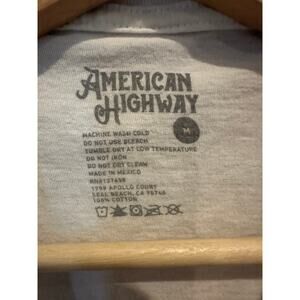 AMERICAN
HIGHWAY
M
MACHINE WASH COLD
DO NOT USE BLEACH
TUMBLE DRY AT LOW TEMPERATURE
DO NOT IRON
DO NOT DRY CLEAN
MADE IN MEXICO
1799 APOLLO COURT
SEAL BEACH, CA 90740
100% COTTON